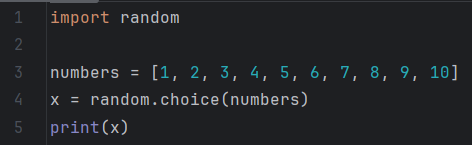 1 import random
2
3 numbers = [1, 2, 3, 4, 5, 6, 7, 8, 9, 10]
4 x = random.choice(numbers)
5 print(x)